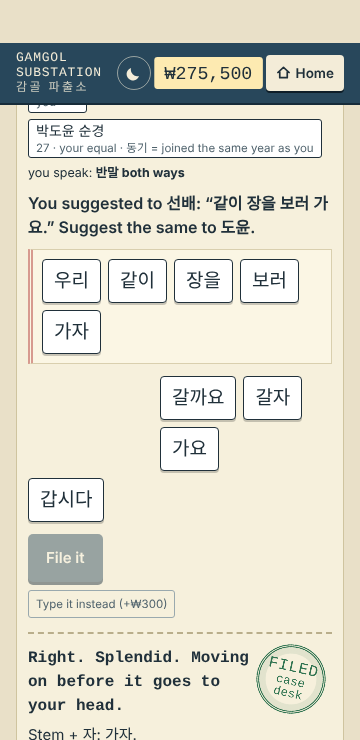 GAMGOL
SUBSTATION
감골 파출소
₩275,500
Home
박도윤 순경
27 · your equal · 동기 = joined the same year as you
you speak: 반말 both ways
You suggested to 선배: “같이 장을 보러 가
요.” Suggest the same to 도윤.
우리 같이 장을 보러
가자
갈까요 갈자
가요
갑시다
File it
Type it instead (+₩300)
Right. Splendid. Moving
on before it goes to
your head.
FILED
case
desk
Stem + 자: 가자.